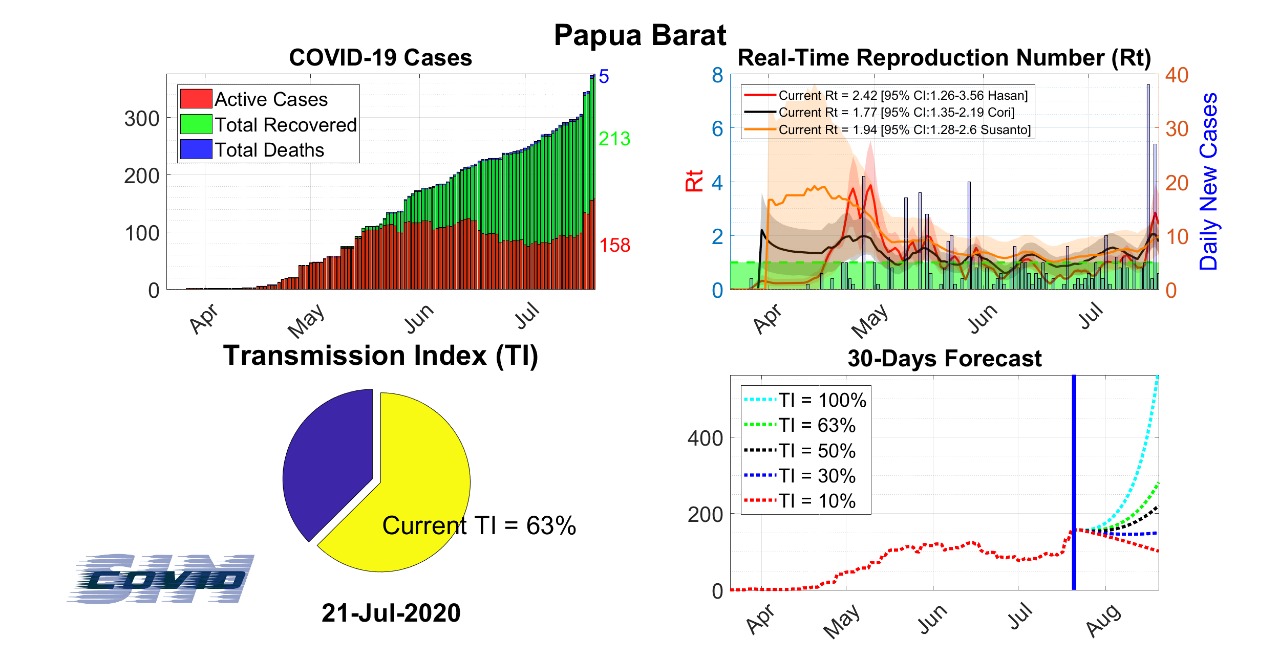 Papua Barat
COVID-19 Cases
5
213
158
300
200
100
0
Active Cases
Total Recovered
Total Deaths
Apr
May
Jun
Jul
Real-Time Reproduction Number (Rt)
8
6
4
2
0
Rt
Current Rt = 2.42 [95% CI:1.26-3.56 Hasan]
Current Rt = 1.77 [95% CI:1.35-2.19 Cori]
Current Rt = 1.94 [95% CI:1.28-2.6 Susanto]
40
30
20
10
0
Daily New Cases
Apr
May
Jun
Jul
Transmission Index (TI)
Current TI = 63%
SIM
COVID
21-Jul-2020
30-Days Forecast
400
200
0
TI = 100%
TI = 63%
TI = 50%
TI = 30%
TI = 10%
Apr
May
Jun
Jul
Aug